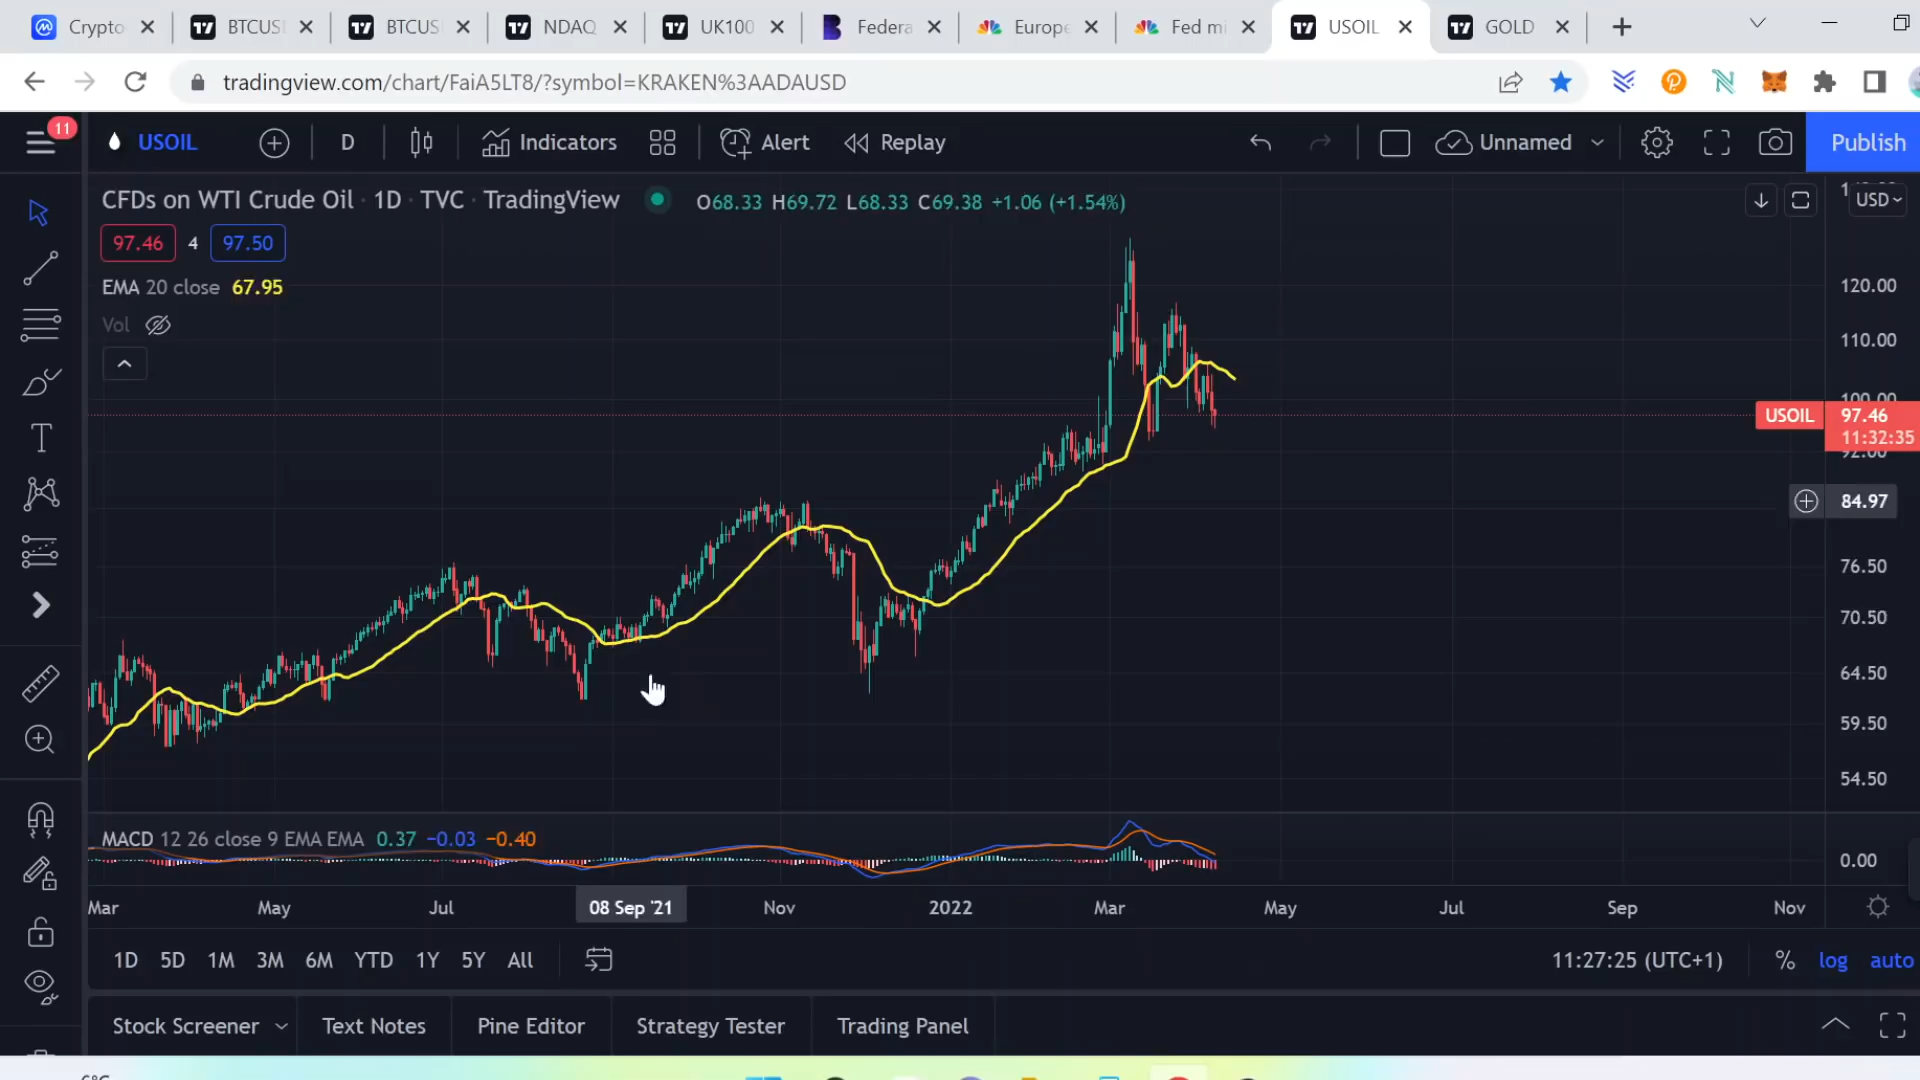 Crypto
BTCUS
BTCUS
NDAQ
UK100
Federa
Europe
Fed mi
USOIL
GOLD
tradingview.com/chart/FaiA5LT8/?symbol=KRAKEN%3AADAUSD
11
USOIL
D
Indicators
Alert
Replay
Unnamed
Publish
CFDs on WTI Crude Oil · 1D · TVC · TradingView
O68.33 H69.72 L68.33 C69.38 +1.06 (+1.54%)
USD
97.46 4 97.50
EMA 20 close 67.95
Vol
120.00
110.00
100.00
USOIL 97.46
11:32:35
92.00
84.97
76.50
70.50
64.50
59.50
54.50
MACD 12 26 close 9 EMA EMA 0.37 −0.03 −0.40
0.00
Mar May Jul 08 Sep '21 Nov 2022 Mar May Jul Sep Nov
1D 5D 1M 3M 6M YTD 1Y 5Y All
11:27:25 (UTC+1) % log auto
Stock Screener Text Notes Pine Editor Strategy Tester Trading Panel